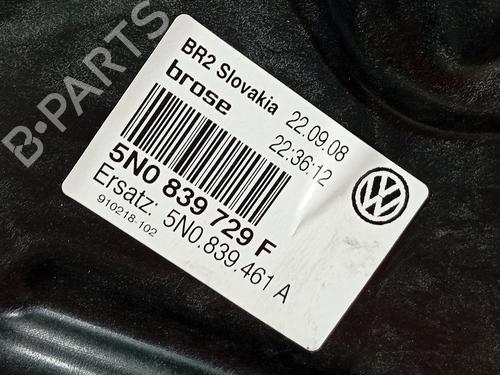 B-PARTS
BR2 Slovakia 22.09.08
brose 22:36:12
5N0 839 729 F
Ersatz: 5N0.839.461 A
910218-102
VW